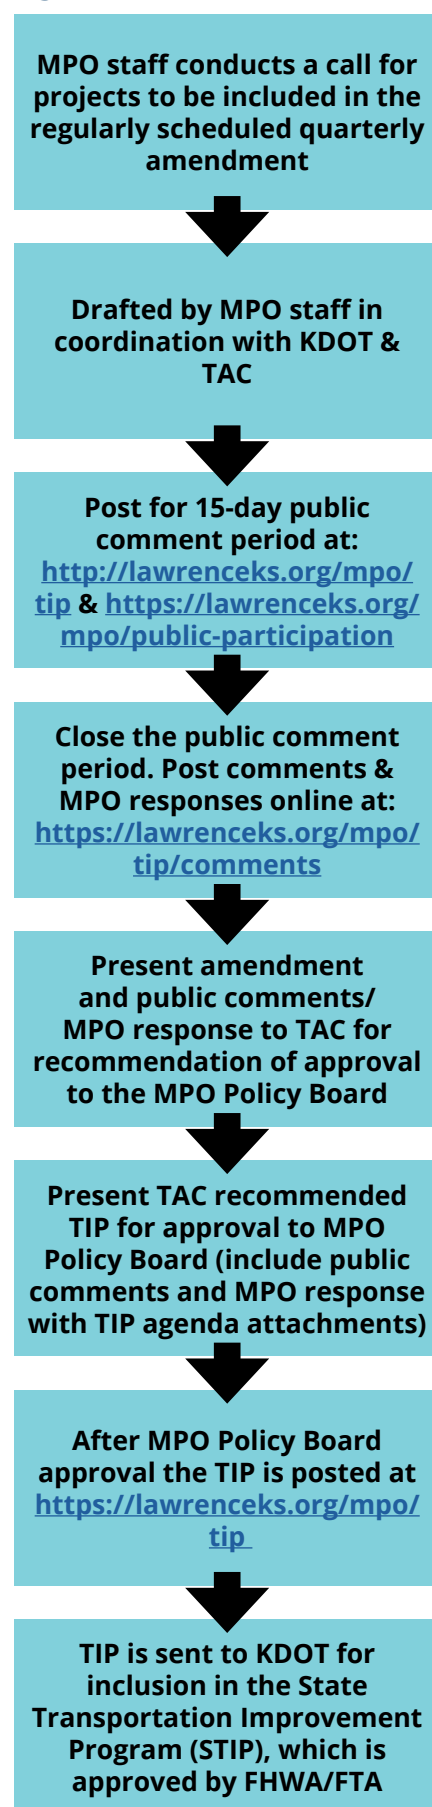 MPO staff conducts a call for
projects to be included in the
regularly scheduled quarterly
amendment
Drafted by MPO staff in
coordination with KDOT &
TAC
Post for 15-day public
comment period at:
http://lawrenceks.org/mpo/
tip & https://lawrenceks.org/
mpo/public-participation
Close the public comment
period. Post comments &
MPO responses online at:
https://lawrenceks.org/mpo/
tip/comments
Present amendment
and public comments/
MPO response to TAC for
recommendation of approval
to the MPO Policy Board
Present TAC recommended
TIP for approval to MPO
Policy Board (include public
comments and MPO response
with TIP agenda attachments)
After MPO Policy Board
approval the TIP is posted at
https://lawrenceks.org/mpo/
tip
TIP is sent to KDOT for
inclusion in the State
Transportation Improvement
Program (STIP), which is
approved by FHWA/FTA